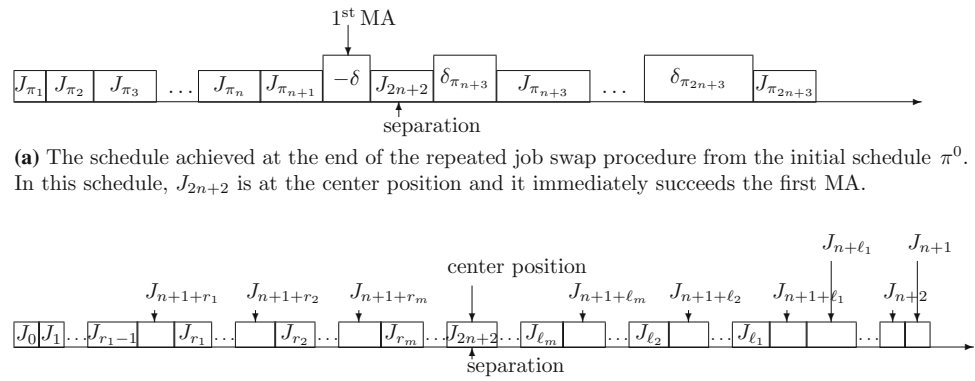 1st MA
Jπ1 Jπ2 Jπ3 ... Jπn Jπn+1 −δ J2n+2 δπn+3 Jπn+3 ... δπ2n+3 Jπ2n+3
separation
(a) The schedule achieved at the end of the repeated job swap procedure from the initial schedule π0.
In this schedule, J2n+2 is at the center position and it immediately succeeds the first MA.
Jn+ℓ1 Jn+1
center position
Jn+1+r1 Jn+1+r2 Jn+1+rm Jn+1+ℓm Jn+1+ℓ2 Jn+1+ℓ1 Jn+2
J0 J1 ... Jr1−1 Jr1 ... Jr2 ... Jrm ... J2n+2 ... Jℓm ... Jℓ2 ... Jℓ1 ...
separation